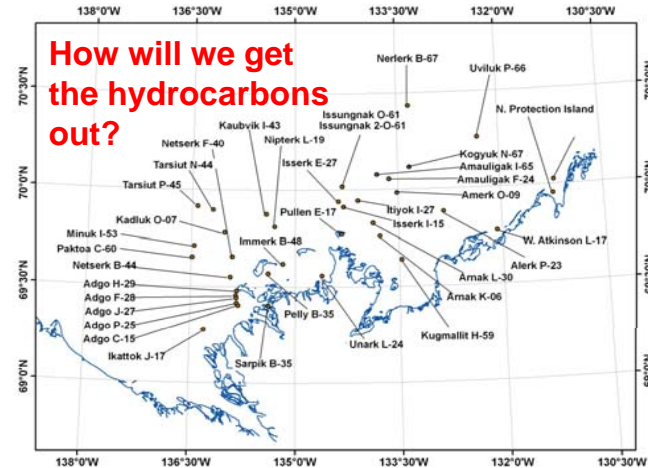 138°0'W 136°30'W 135°0'W 133°30'W 132°0'W 130°30'W
How will we get
the hydrocarbons
out?
Nerlerk B-67
Uviluk P-66
70°30'N
Issungnak O-61
Issungnak 2-O-61
N. Protection Island
Kaubvik I-43
Nipterk L-19
Netserk F-40
Isserk E-27
Kogyuk N-67
Tarsiut N-44
Amauligak I-65
Amauligak F-24
Tarsiut P-45
Amerk O-09
70°0'N
70°0'N
Kadluk O-07
Pullen E-17
Itiyok I-27
Isserk I-15
Minuk I-53
Immerk B-48
W. Atkinson L-17
Paktoa C-60
Alerk P-23
Netserk B-44
Arnak L-30
69°30'N
69°30'N
Adgo H-29
Adgo F-28
Arnak K-06
Adgo J-27
Pelly B-35
Adgo P-25
Kugmallit H-59
Adgo C-15
Unark L-24
Ikattok J-17
Sarpik B-35
69°0'N
69°0'N
138°0'W 136°30'W 135°0'W 133°30'W 132°0'W 130°30'W